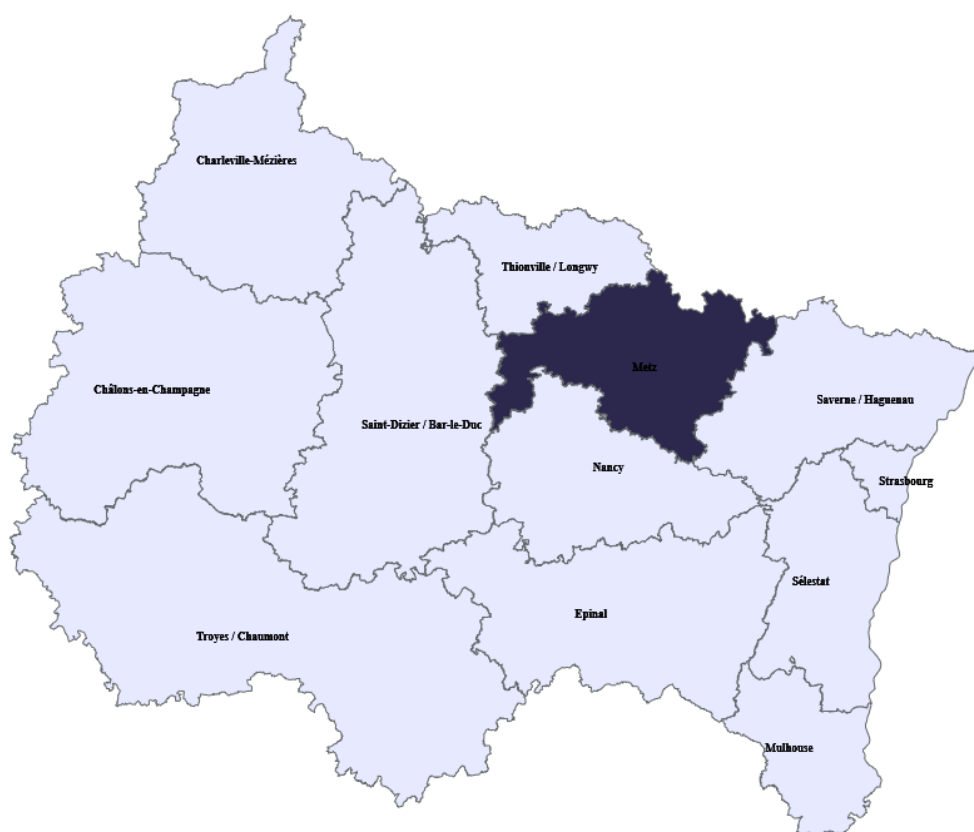 Charleville-Mézières
Thionville / Longwy
Metz
Châlons-en-Champagne
Saverne / Haguenau
Saint-Dizier / Bar-le-Duc
Nancy
Strasbourg
Sélestat
Epinal
Troyes / Chaumont
Mulhouse